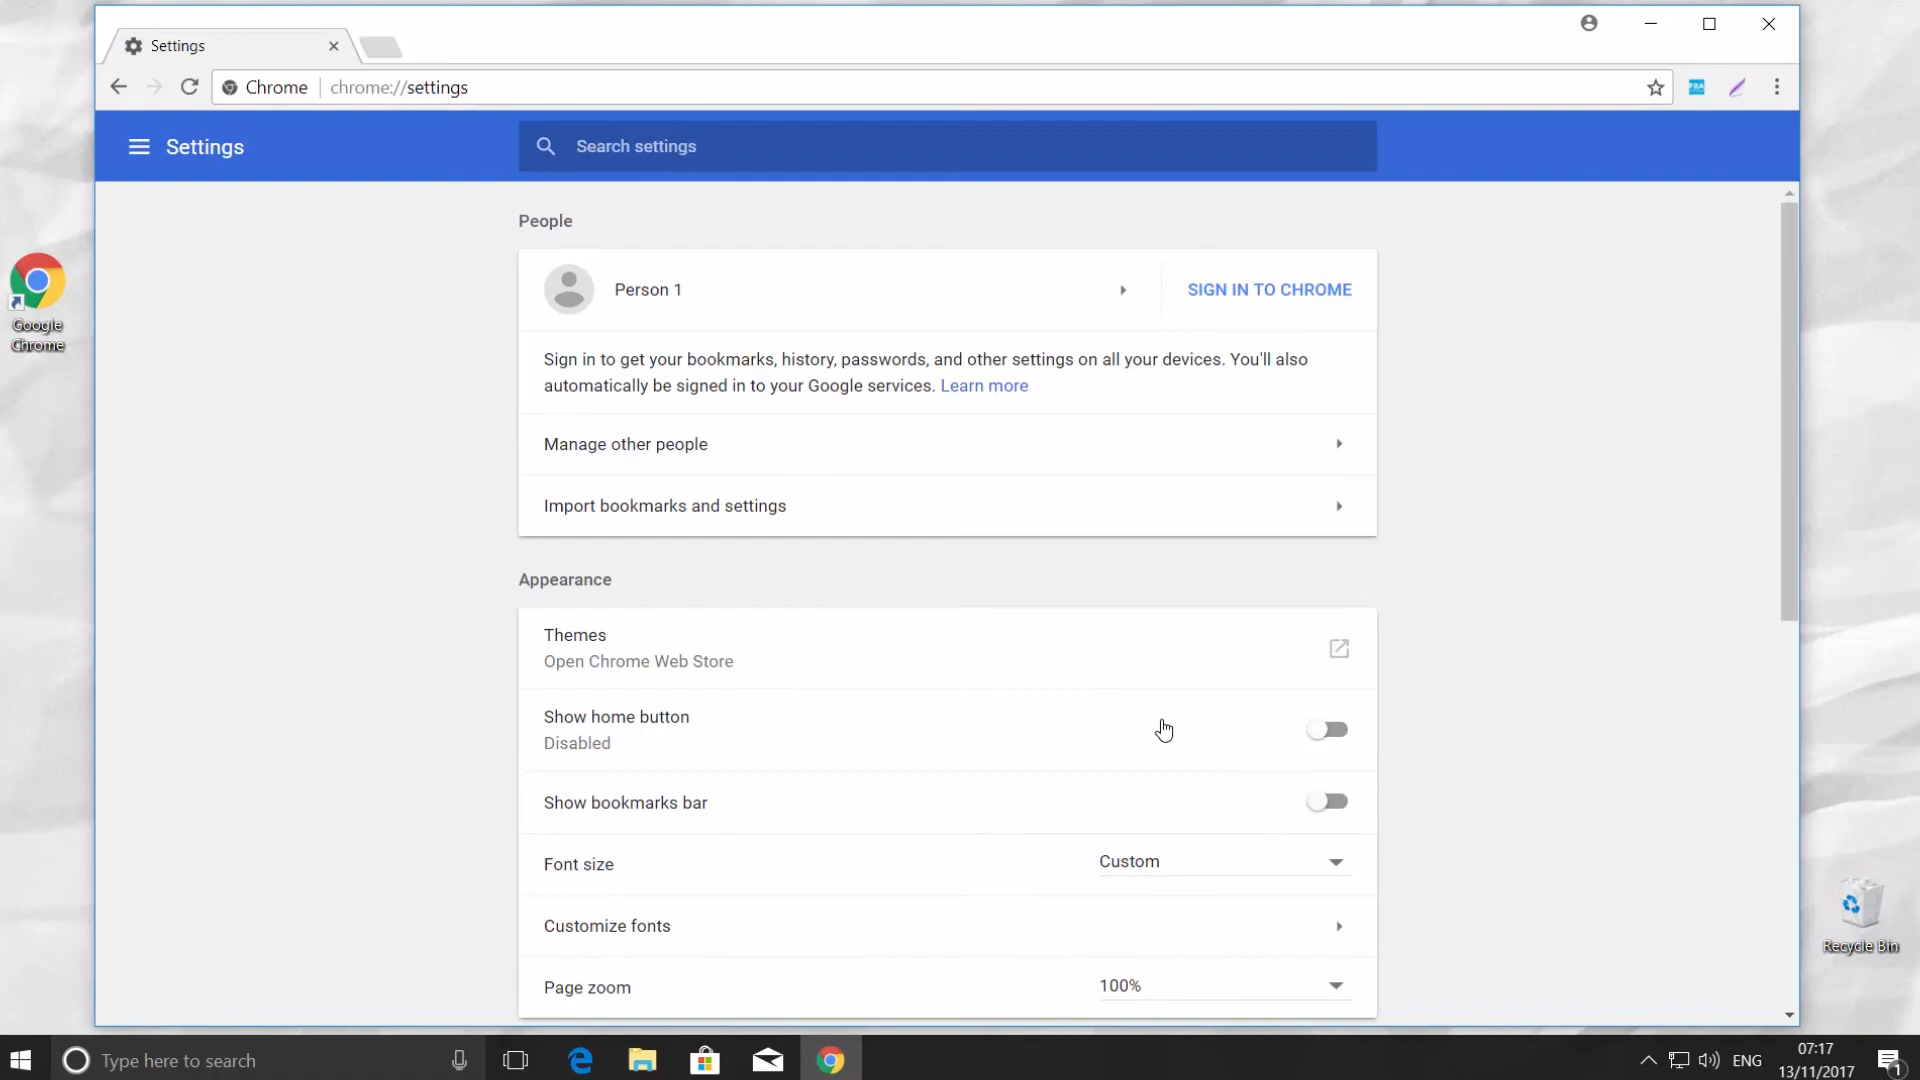 Settings
Chrome
chrome://settings
FBA
Settings
Search settings
People
Person 1
SIGN IN TO CHROME
Sign in to get your bookmarks, history, passwords, and other settings on all your devices. You'll also
automatically be signed in to your Google services. Learn more
Manage other people
Import bookmarks and settings
Appearance
Themes
Open Chrome Web Store
Show home button
Disabled
Show bookmarks bar
Font size
Custom
Customize fonts
Page zoom
100%
Google
Chrome
Recycle Bin
Type here to search
ENG
07:17
13/11/2017
1